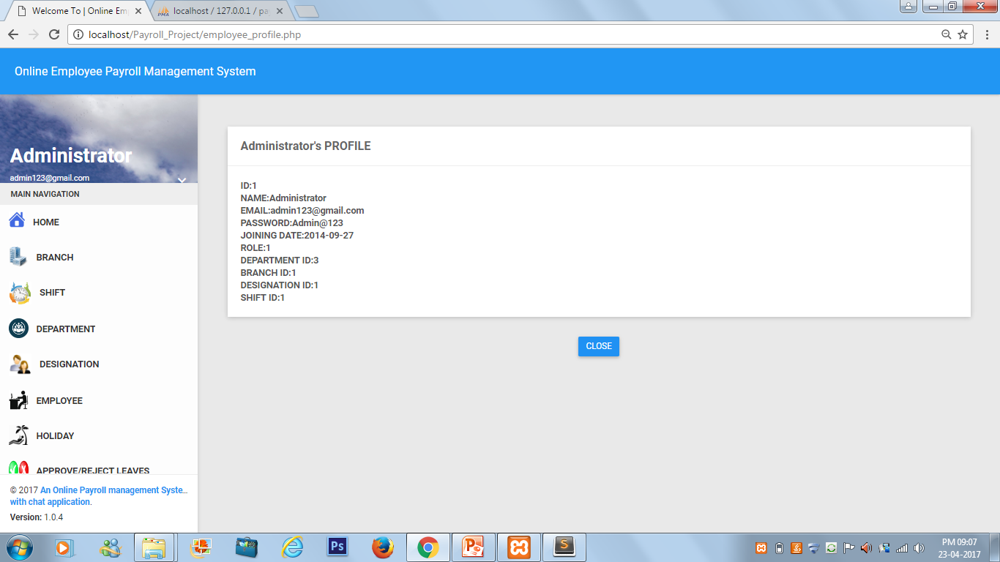 Welcome To | Online Em
localhost / 127.0.0.1 / pa
localhost/Payroll_Project/employee_profile.php
Online Employee Payroll Management System
Administrator
admin123@gmail.com
MAIN NAVIGATION
HOME
BRANCH
SHIFT
DEPARTMENT
DESIGNATION
EMPLOYEE
HOLIDAY
APPROVE/REJECT LEAVES
© 2017 An Online Payroll management Syste...
with chat application.
Version: 1.0.4
Administrator's PROFILE
ID:1
NAME:Administrator
EMAIL:admin123@gmail.com
PASSWORD:Admin@123
JOINING DATE:2014-09-27
ROLE:1
DEPARTMENT ID:3
BRANCH ID:1
DESIGNATION ID:1
SHIFT ID:1
CLOSE
Ps
PM 09:07
23-04-2017